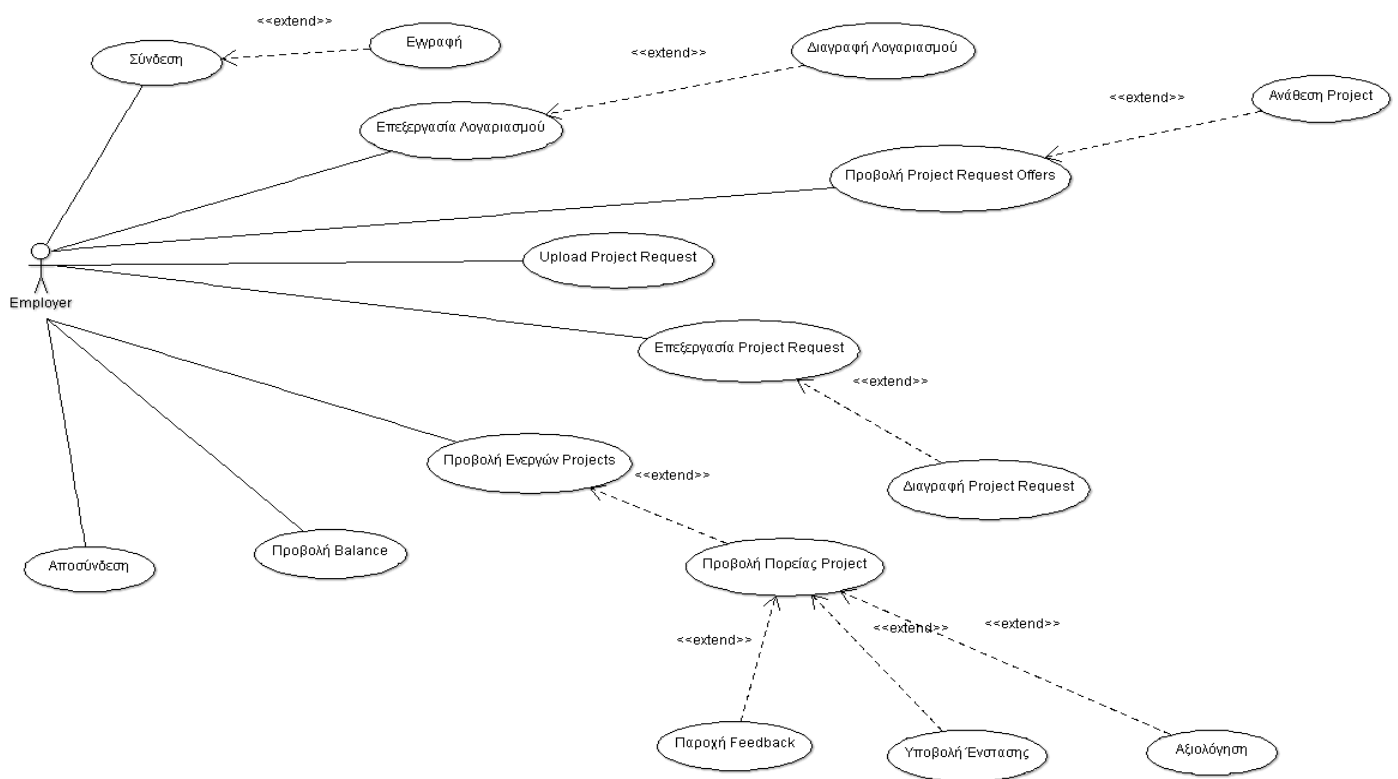 <<extend>>
Σύνδεση
Εγγραφή
<<extend>>
Διαγραφή Λογαριασμού
Επεξεργασία Λογαριασμού
<<extend>>
Ανάθεση Project
Προβολή Project Request Offers
Upload Project Request
Employer
Επεξεργασία Project Request
<<extend>>
Διαγραφή Project Request
Προβολή Ενεργών Projects
<<extend>>
Προβολή Balance
Αποσύνδεση
Προβολή Πορείας Project
<<extend>>
<<extend>>
<<extend>>
Παροχή Feedback
Υποβολή Ένστασης
Αξιολόγηση